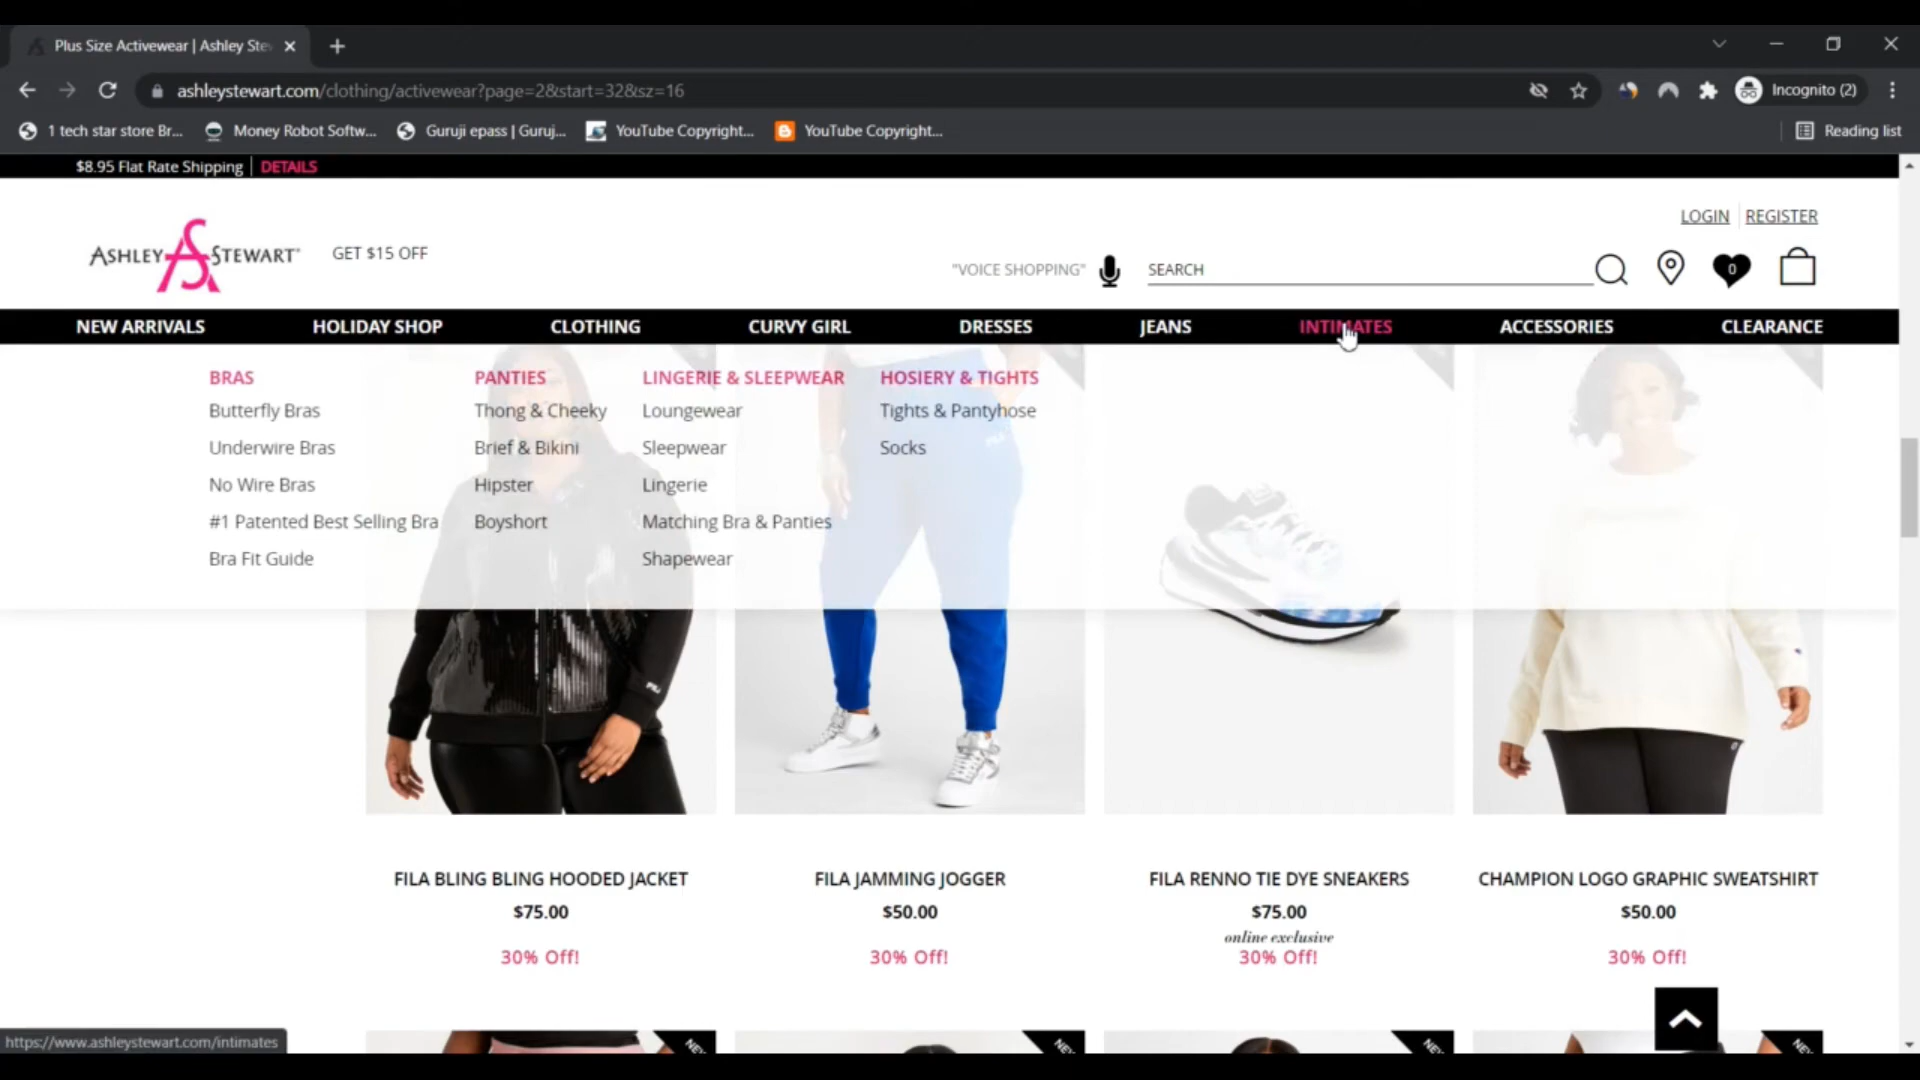 Plus Size Activewear | Ashley Ste
ashleystewart.com/clothing/activewear?page=2&start=32&sz=16
Incognito (2)
1 tech star store Br...
Money Robot Softw...
Guruji epass | Guruj...
YouTube Copyright...
YouTube Copyright...
Reading list
$8.95 Flat Rate Shipping | DETAILS
LOGIN REGISTER
ASHLEY STEWART
GET $15 OFF
"VOICE SHOPPING"
SEARCH
0
NEW ARRIVALS HOLIDAY SHOP CLOTHING CURVY GIRL DRESSES JEANS INTIMATES ACCESSORIES CLEARANCE
BRAS
Butterfly Bras
Underwire Bras
No Wire Bras
#1 Patented Best Selling Bra
Bra Fit Guide
PANTIES
Thong & Cheeky
Brief & Bikini
Hipster
Boyshort
LINGERIE & SLEEPWEAR
Loungewear
Sleepwear
Lingerie
Matching Bra & Panties
Shapewear
HOSIERY & TIGHTS
Tights & Pantyhose
Socks
FILA BLING BLING HOODED JACKET
$75.00
30% Off!
FILA JAMMING JOGGER
$50.00
30% Off!
FILA RENNO TIE DYE SNEAKERS
$75.00
online exclusive
30% Off!
CHAMPION LOGO GRAPHIC SWEATSHIRT
$50.00
30% Off!
NEW
NEW
NEW
NEW
https://www.ashleystewart.com/intimates